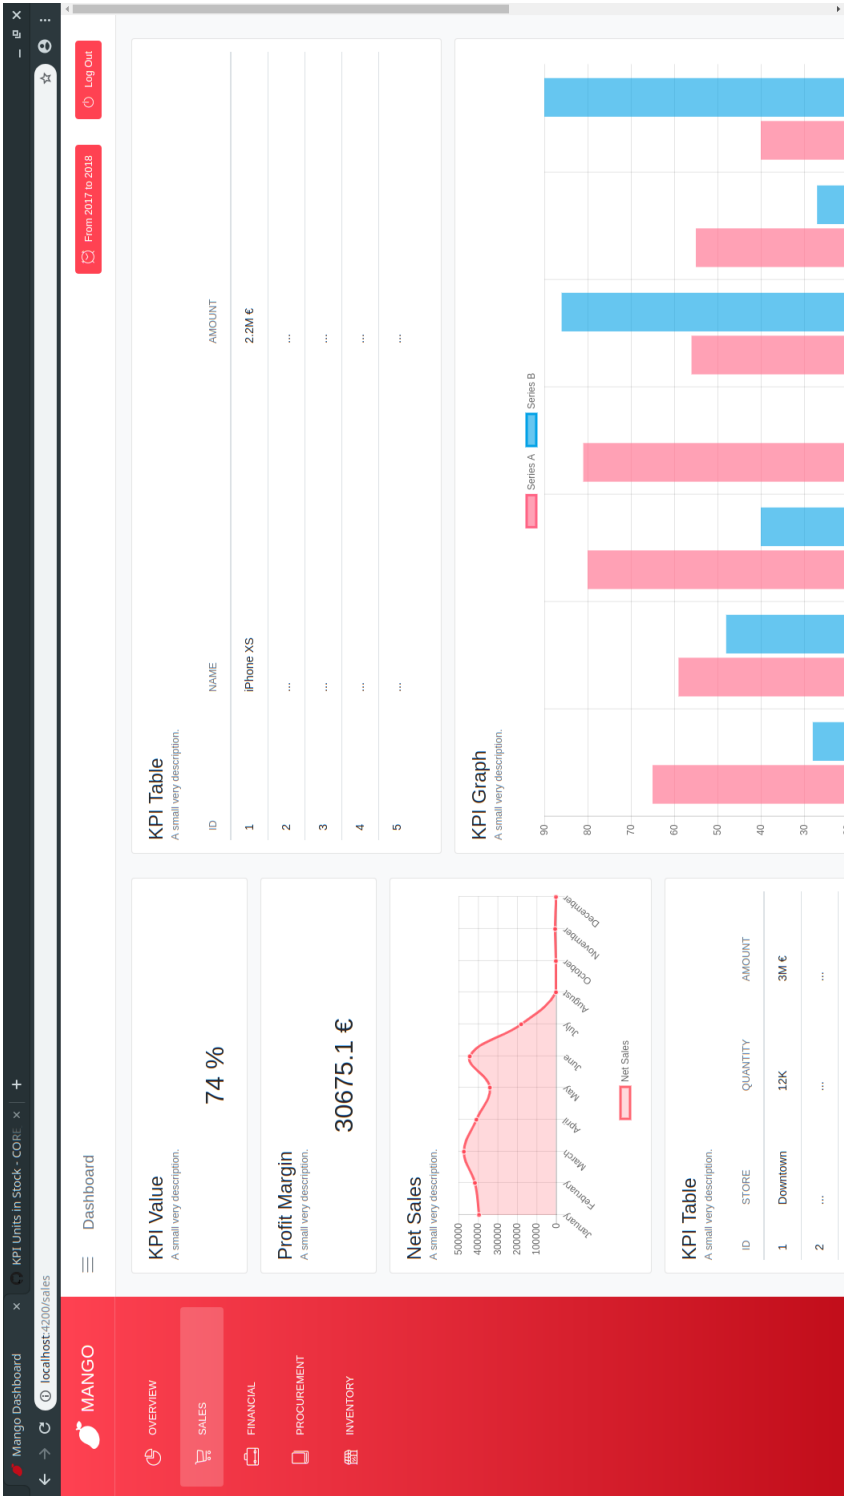 Mango Dashboard
KPI Units in Stock - CORE
localhost:4200/sales
MANGO
Dashboard
From 2017 to 2018
Log Out
OVERVIEW
SALES
FINANCIAL
PROCUREMENT
INVENTORY
KPI Value
A small very description.
74 %
Profit Margin
A small very description.
30675.1 €
Net Sales
A small very description.
500000
400000
300000
200000
100000
0
January February March April May June July August October November December
Net Sales
KPI Table
A small very description.
ID STORE QUANTITY AMOUNT
1 Downtown 12K 3M €
2 ... ... ...
KPI Table
A small very description.
ID NAME AMOUNT
1 iPhone XS 2.2M €
2 ... ...
3 ... ...
4 ... ...
5 ... ...
KPI Graph
A small very description.
Series A Series B
90
80
70
60
50
40
30